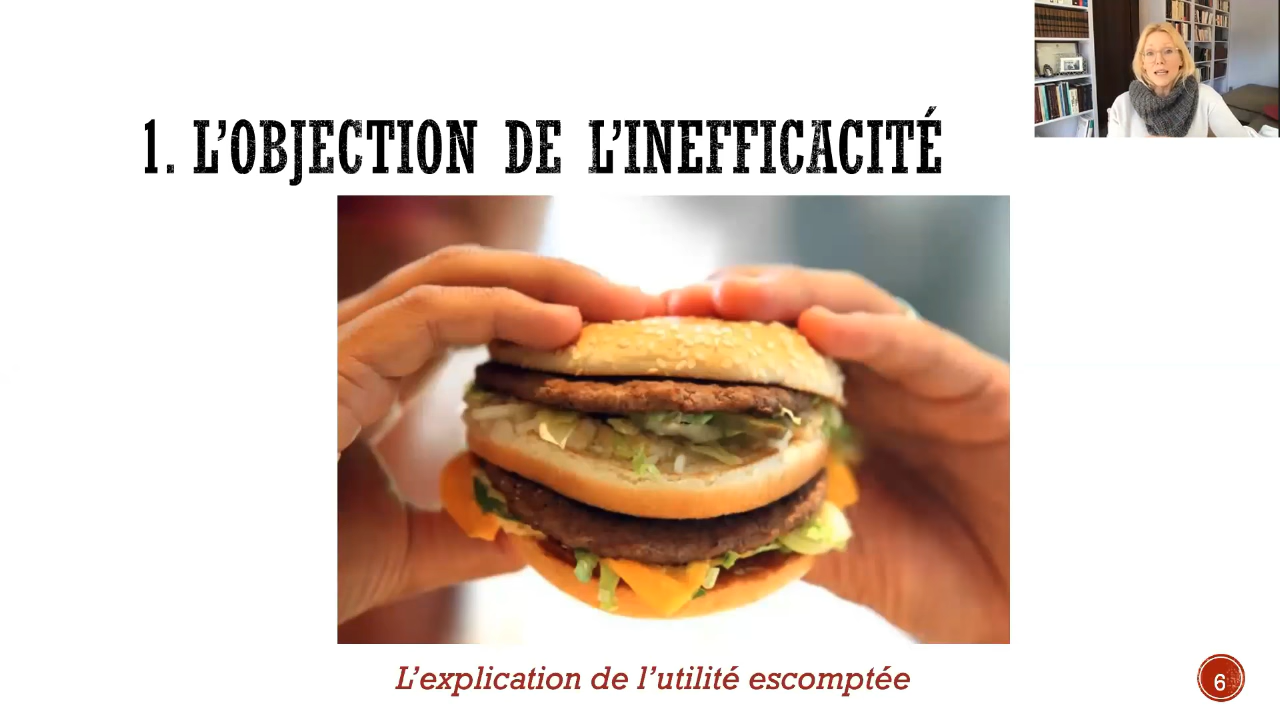 1. L’OBJECTION DE L’INEFFICACITÉ
L’explication de l’utilité escomptée
6